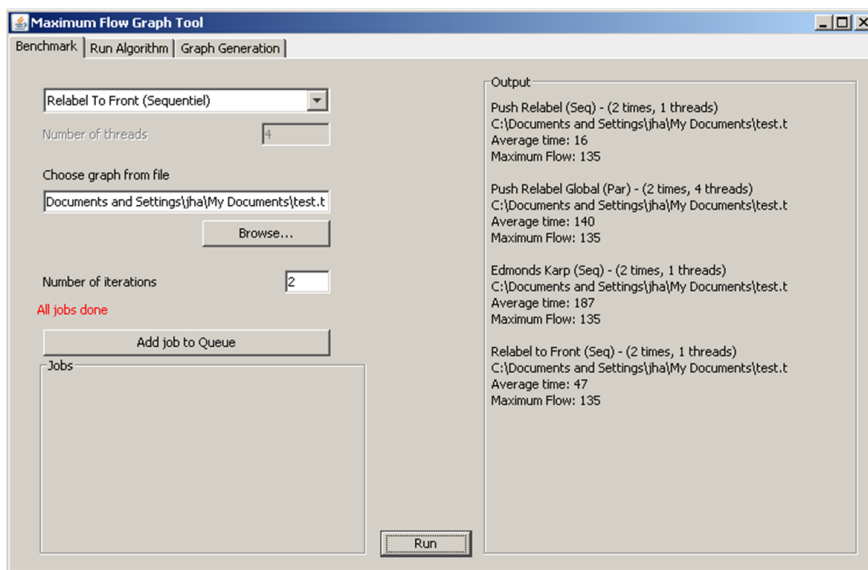 Maximum Flow Graph Tool
Benchmark Run Algorithm Graph Generation
Relabel To Front (Sequentiel)
Number of threads 4
Choose graph from file
Documents and Settings\jha\My Documents\test.t
Browse...
Number of iterations 2
All jobs done
Add job to Queue
Jobs
Run
Output
Push Relabel (Seq) - (2 times, 1 threads)
C:\Documents and Settings\jha\My Documents\test.t
Average time: 16
Maximum Flow: 135
Push Relabel Global (Par) - (2 times, 4 threads)
C:\Documents and Settings\jha\My Documents\test.t
Average time: 140
Maximum Flow: 135
Edmonds Karp (Seq) - (2 times, 1 threads)
C:\Documents and Settings\jha\My Documents\test.t
Average time: 187
Maximum Flow: 135
Relabel to Front (Seq) - (2 times, 1 threads)
C:\Documents and Settings\jha\My Documents\test.t
Average time: 47
Maximum Flow: 135